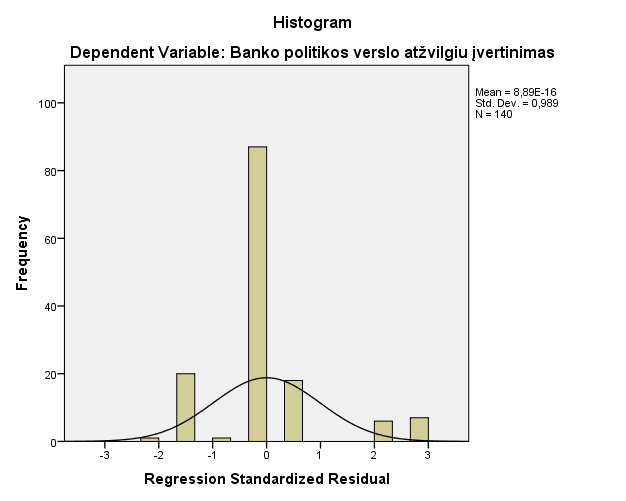 Histogram
Dependent Variable: Banko politikos verslo atžvilgiu įvertinimas
Mean = 8,89E-16
Std. Dev. = 0,989
N = 140
Frequency
100
80
60
40
20
0
-3 -2 -1 0 1 2 3
Regression Standardized Residual